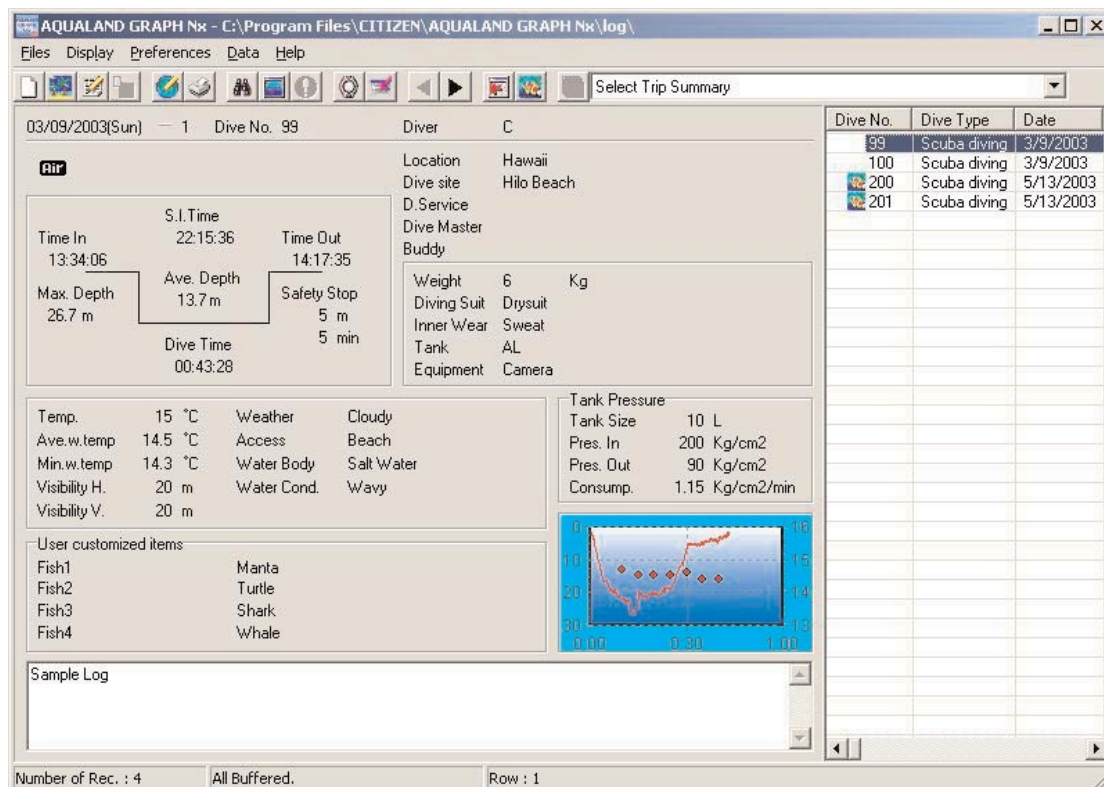 AQUALAND GRAPH Nx - C:\Program Files\CITIZEN\AQUALAND GRAPH Nx\log\
Files Display Preferences Data Help
Select Trip Summary
03/09/2003(Sun) - 1 Dive No. 99 Diver C
Air
Location Hawaii
Dive site Hilo Beach
D.Service
Dive Master
Buddy
S.I.Time
Time In 22:15:36 Time Out
13:34:06 14:17:35
Ave. Depth
Max. Depth 13.7 m Safety Stop
26.7 m 5 m
5 min
Dive Time
00:43:28
Weight 6 Kg
Diving Suit Drysuit
Inner Wear Sweat
Tank AL
Equipment Camera
Temp. 15 °C Weather Cloudy
Ave.w.temp 14.5 °C Access Beach
Min.w.temp 14.3 °C Water Body Salt Water
Visibility H. 20 m Water Cond. Wavy
Visibility V. 20 m
Tank Pressure
Tank Size 10 L
Pres. In 200 Kg/cm2
Pres. Out 90 Kg/cm2
Consump. 1.15 Kg/cm2/min
User customized items
Fish1 Manta
Fish2 Turtle
Fish3 Shark
Fish4 Whale
0 16
10 15
20 14
30 13
0.00 0.30 1.00
Sample Log
Dive No. Dive Type Date
99 Scuba diving 3/9/2003
100 Scuba diving 3/9/2003
200 Scuba diving 5/13/2003
201 Scuba diving 5/13/2003
Number of Rec. : 4 All Buffered. Row : 1